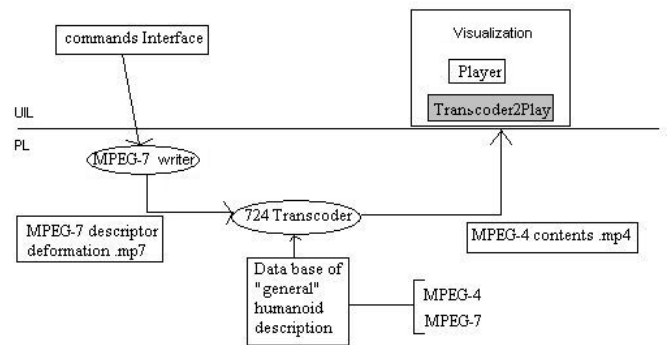 commands Interface
Visualization
Player
Transcoder2Play
UIL
PL
MPEG-7 writer
724 Transcoder
MPEG-7 descriptor
deformation .mp7
MPEG-4 contents .mp4
Data base of
"general"
humanoid
description
MPEG-4
MPEG-7